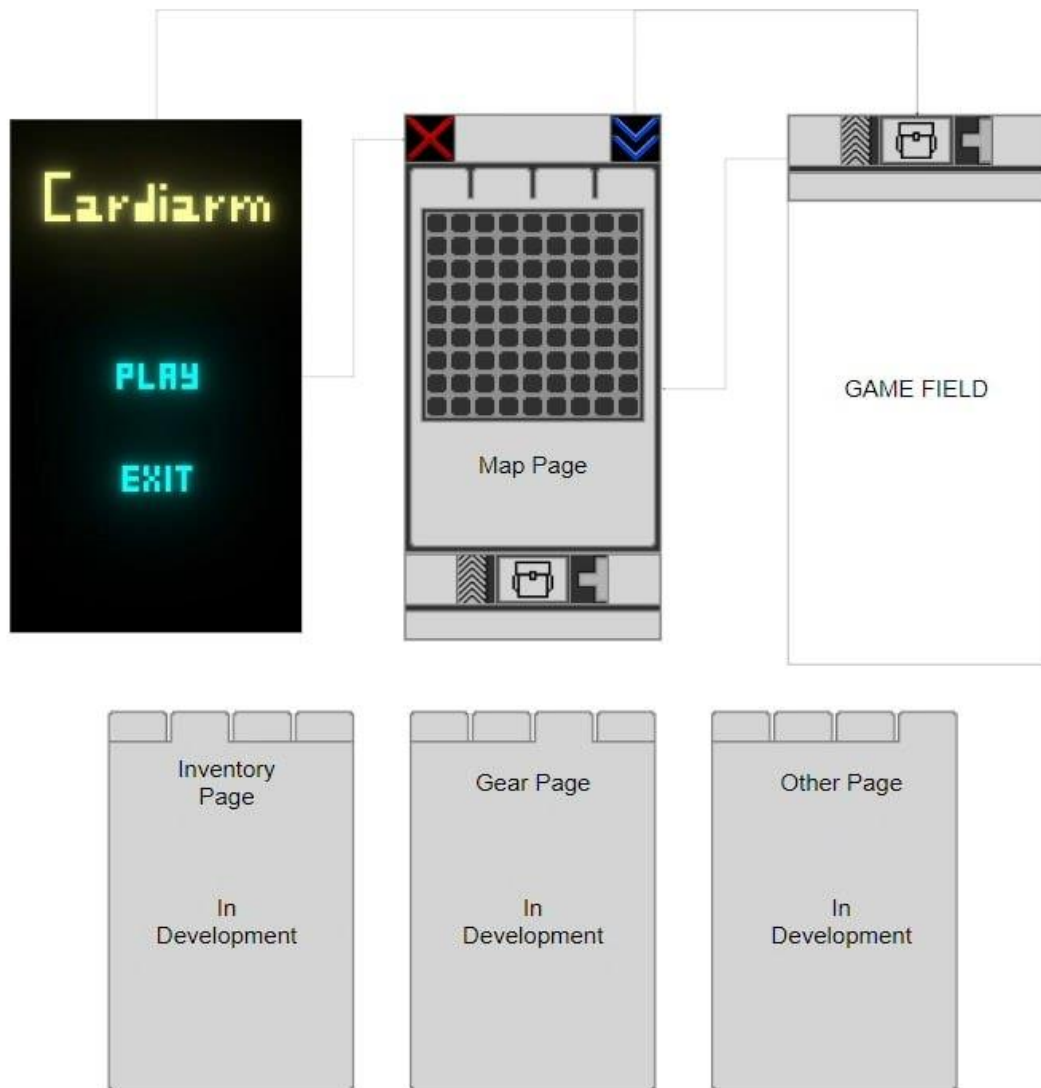 Cardiarm
PLAY
EXIT
Map Page
GAME FIELD
Inventory
Page
In
Development
Gear Page
In
Development
Other Page
In
Development